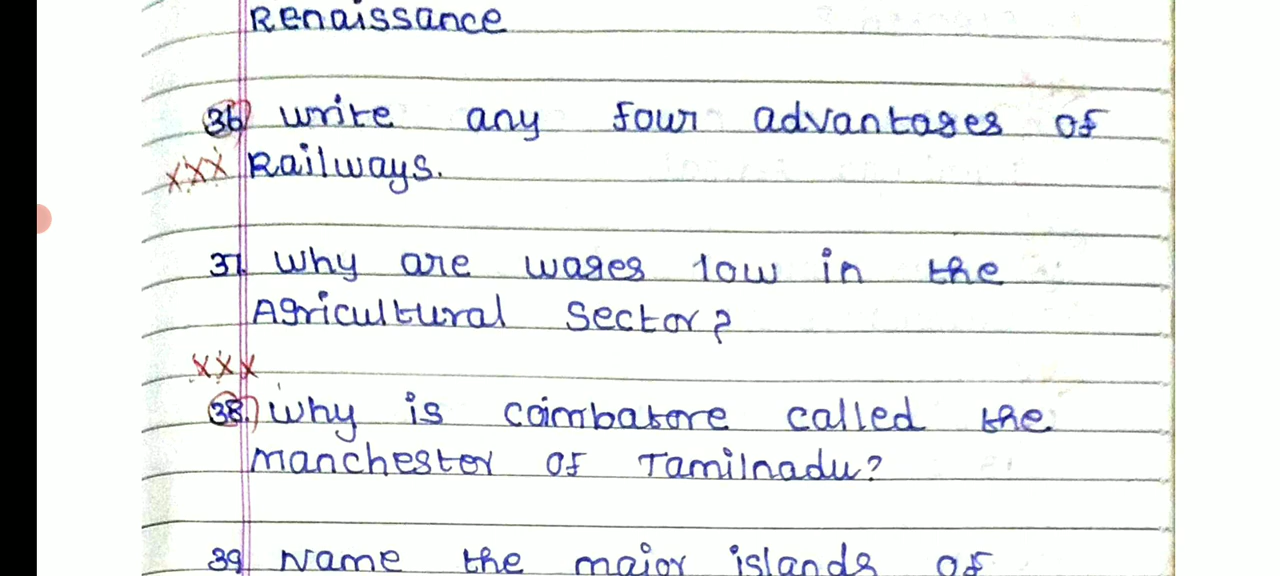 Renaissance
36) write any four advantages of
xxx Railways.
37. Why are wages low in the
Agricultural Sector?
xxx
38.) Why is coimbatore called the
manchester of Tamilnadu?
39 Name the major islands of